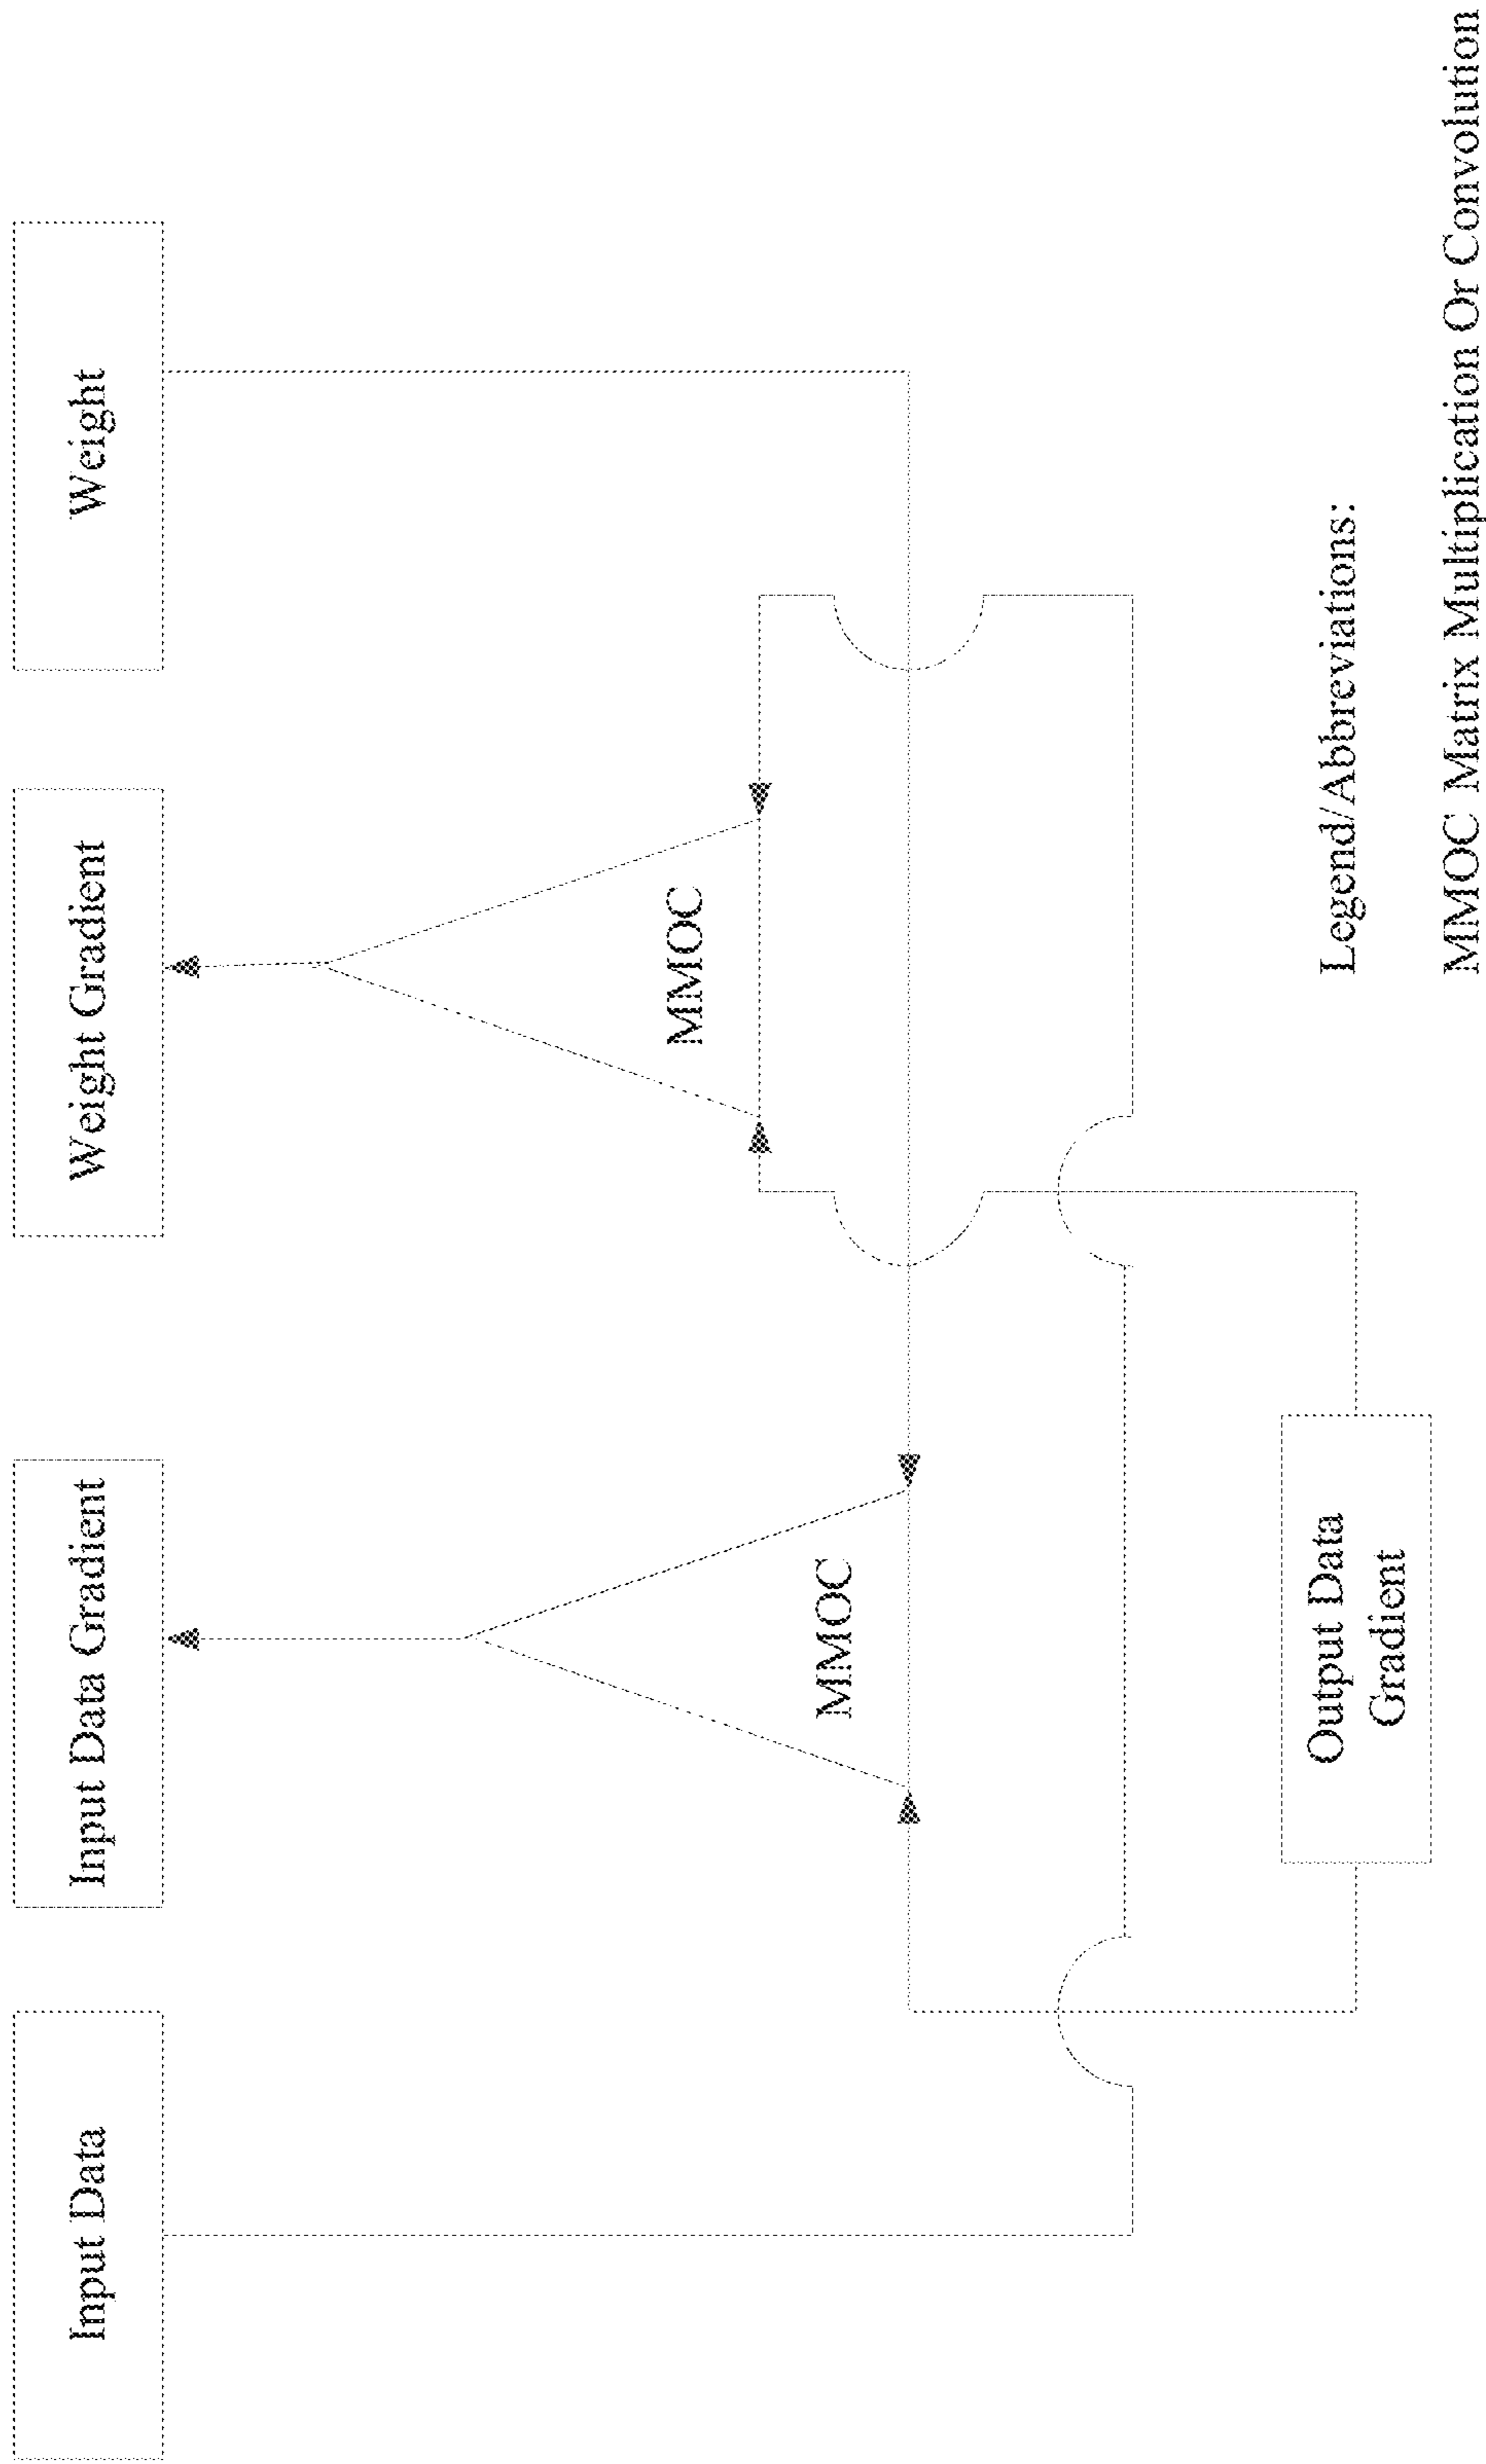 Input Data
Input Data Gradient
Weight Gradient
Weight
MMOC
MMOC
Output Data
Gradient
Legend/Abbreviations:
MMOC Matrix Multiplication Or Convolution